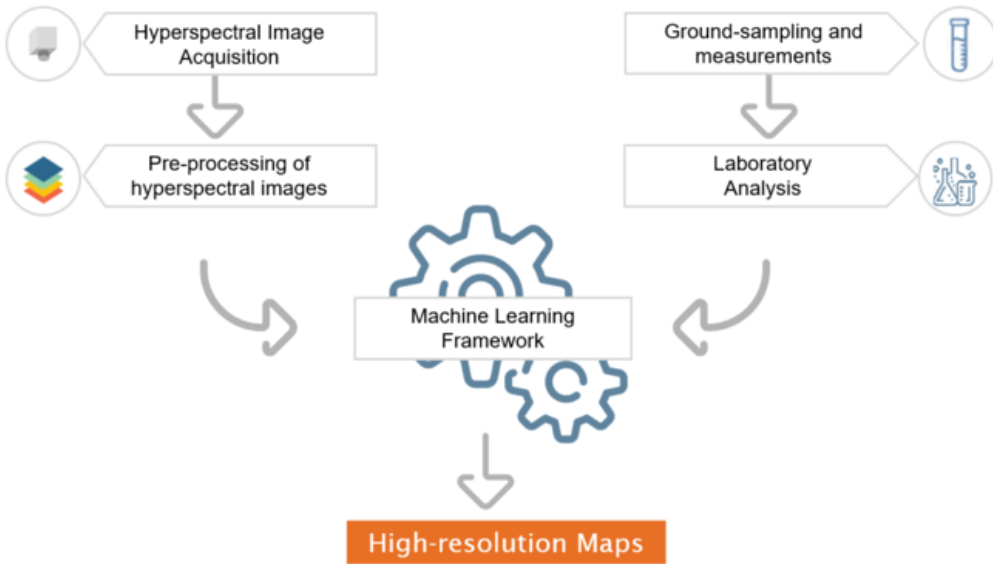 Hyperspectral Image
Acquisition
Ground-sampling and
measurements
Pre-processing of
hyperspectral images
Laboratory
Analysis
Machine Learning
Framework
High-resolution Maps